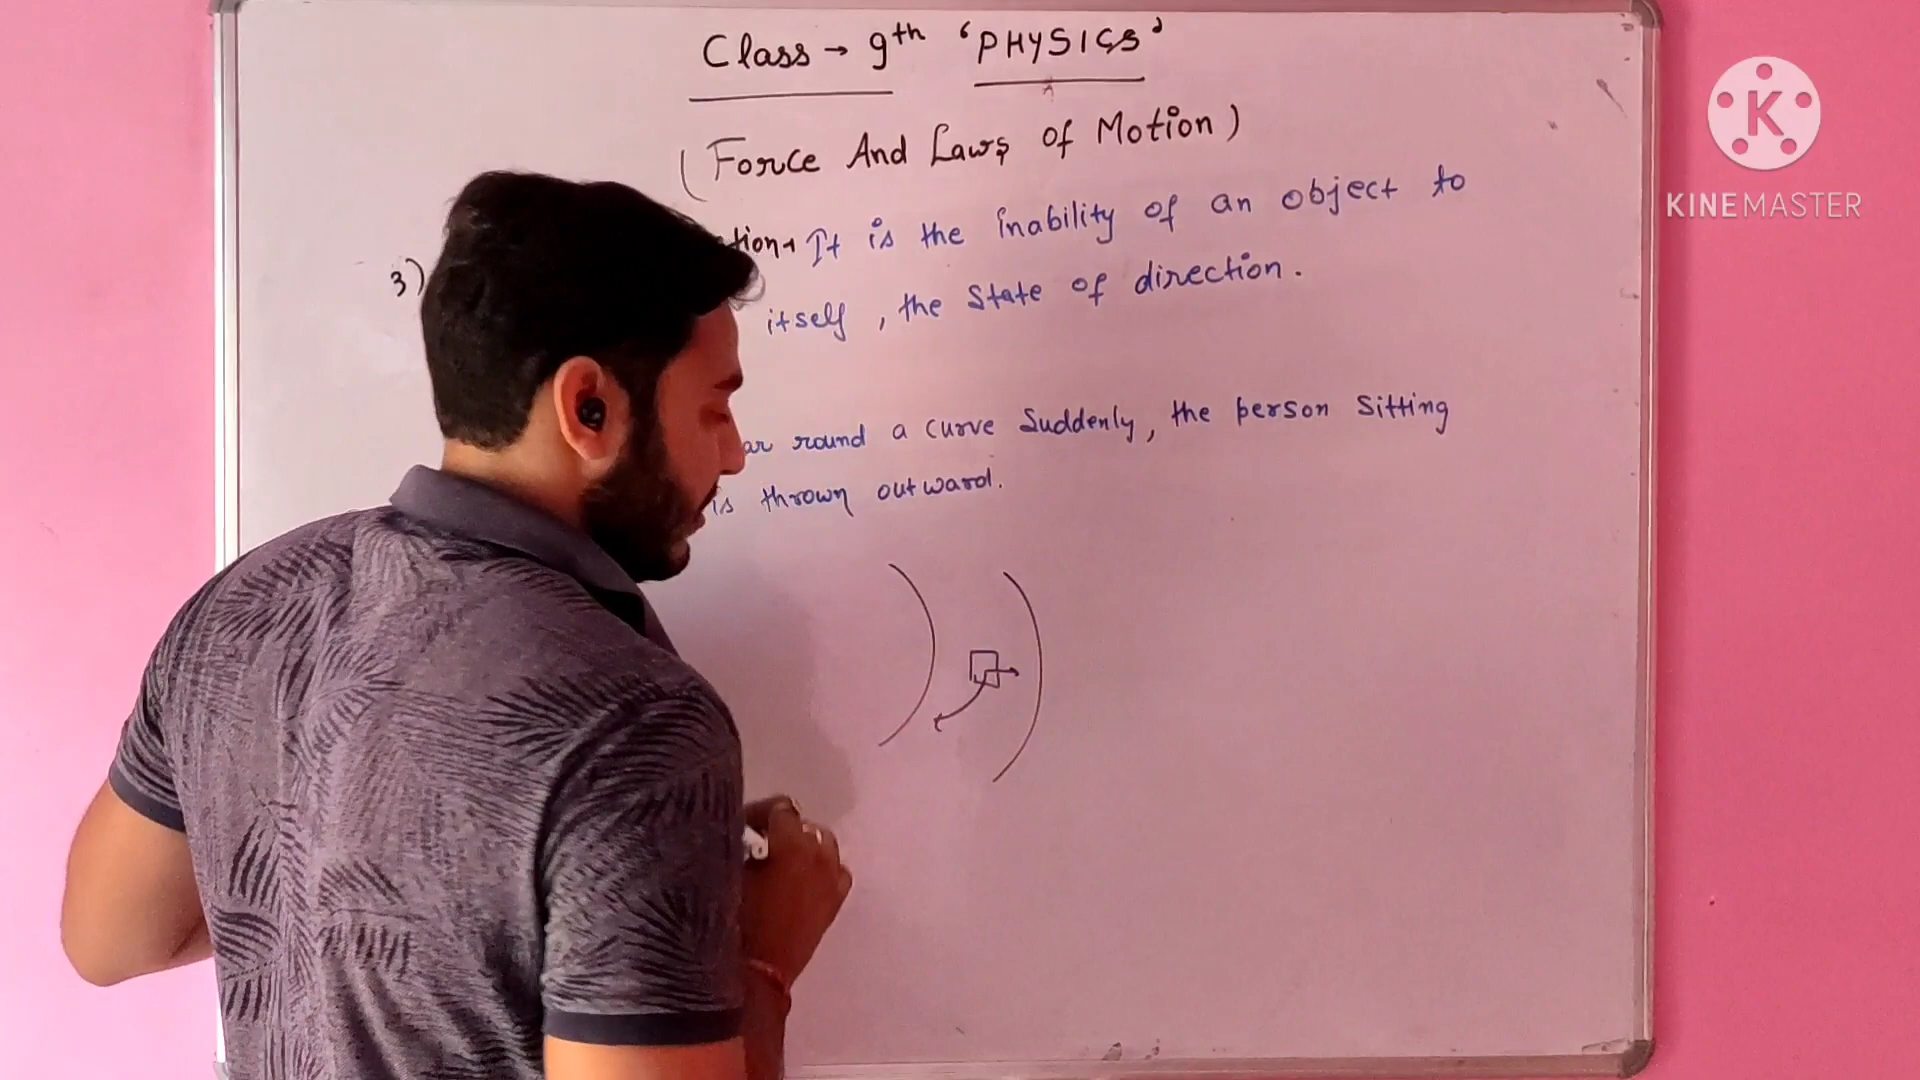 Class → 9th 'PHYSICS'
(Force And Laws of Motion)
3) tion → It is the inability of an object to
itself, the State of direction.
ar round a curve Suddenly, the person Sitting
is thrown outward.
K
KINEMASTER